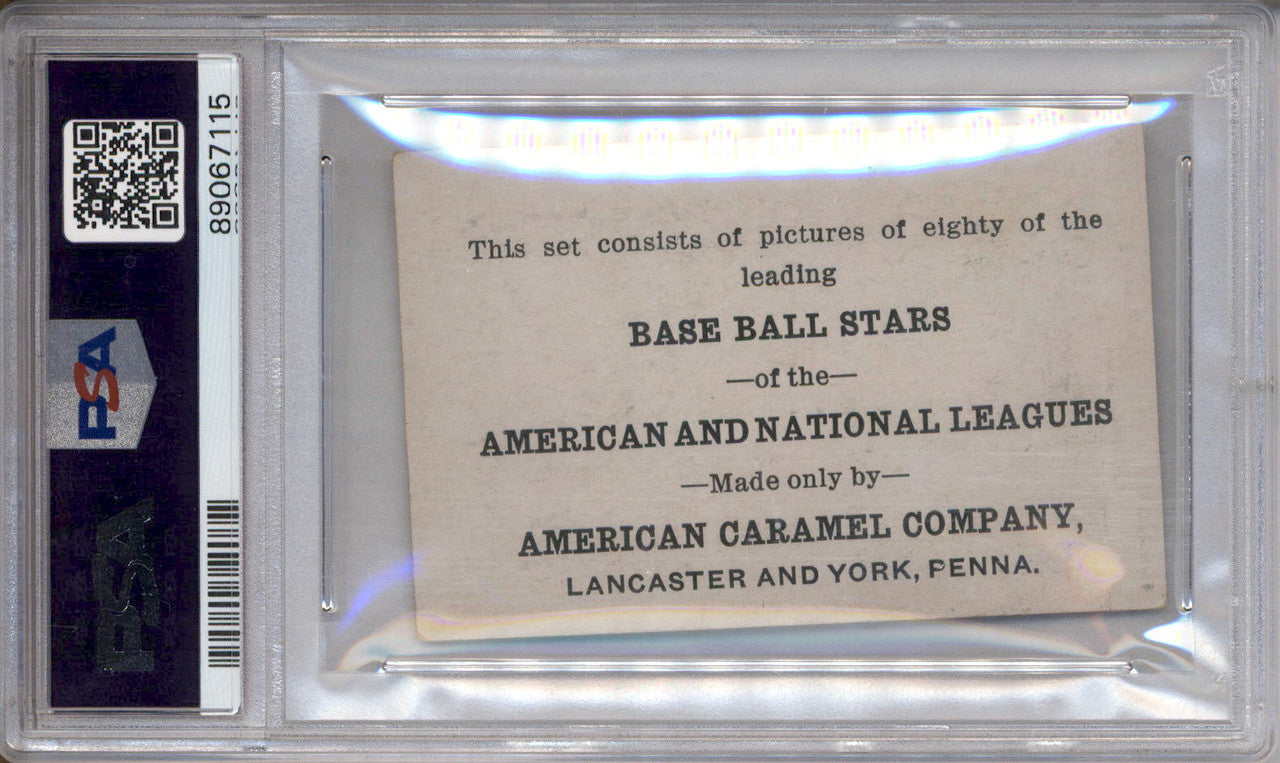 89067115
PSA
PSA
This set consists of pictures of eighty of the
leading
BASE BALL STARS
—of the—
AMERICAN AND NATIONAL LEAGUES
—Made only by—
AMERICAN CARAMEL COMPANY,
LANCASTER AND YORK, PENNA.